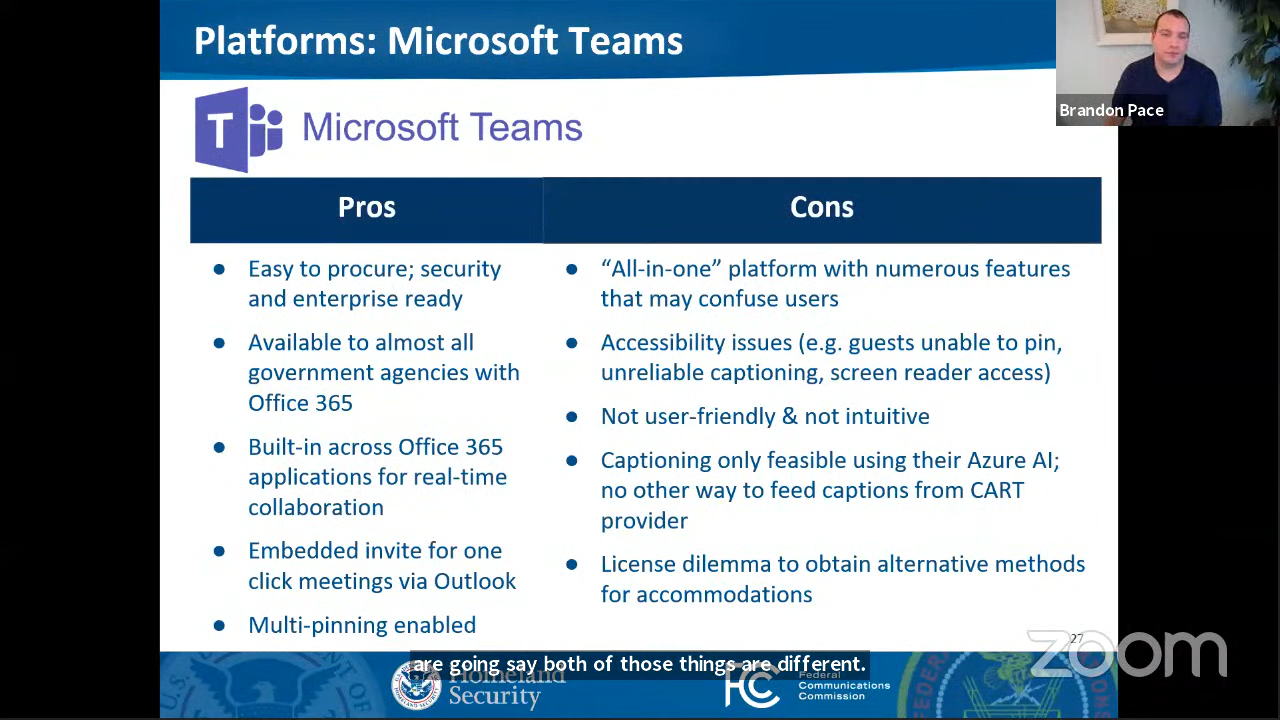 Platforms: Microsoft Teams
Brandon Pace
T
Microsoft Teams
Pros
Cons
● Easy to procure; security
and enterprise ready
● Available to almost all
government agencies with
Office 365
● Built-in across Office 365
applications for real-time
collaboration
● Embedded invite for one
click meetings via Outlook
● Multi-pinning enabled
● “All-in-one” platform with numerous features
that may confuse users
● Accessibility issues (e.g. guests unable to pin,
unreliable captioning, screen reader access)
● Not user-friendly & not intuitive
● Captioning only feasible using their Azure AI;
no other way to feed captions from CART
provider
● License dilemma to obtain alternative methods
for accommodations
27
zoom
are going say both of those things are different.
Homeland
Security
FCC
Federal
Communications
Commission